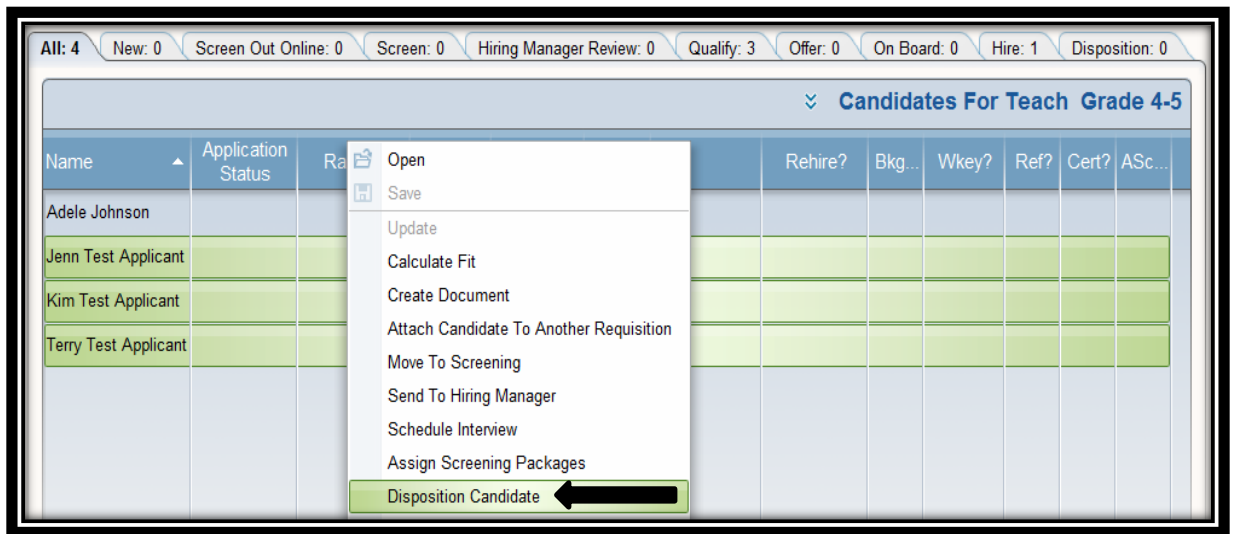 All: 4 New: 0 Screen Out Online: 0 Screen: 0 Hiring Manager Review: 0 Qualify: 3 Offer: 0 On Board: 0 Hire: 1 Disposition: 0
Candidates For Teach Grade 4-5
Name Application Status Ra Rehire? Bkg... Wkey? Ref? Cert? ASc...
Adele Johnson
Jenn Test Applicant
Kim Test Applicant
Terry Test Applicant
Open
Save
Update
Calculate Fit
Create Document
Attach Candidate To Another Requisition
Move To Screening
Send To Hiring Manager
Schedule Interview
Assign Screening Packages
Disposition Candidate